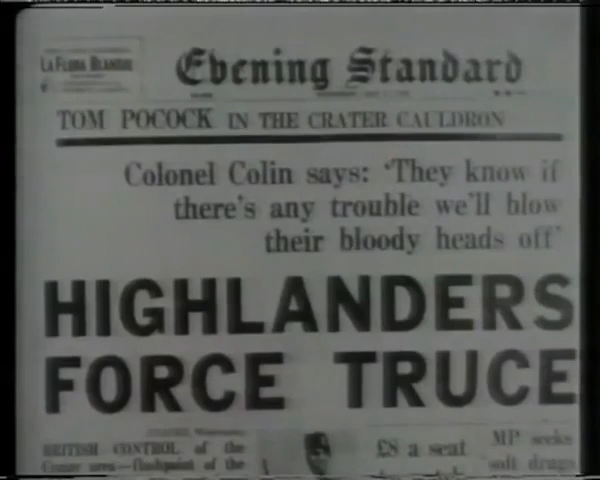 LA FLORA BLANCHE
Evening Standard
TOM POCOCK IN THE CRATER CAULDRON
Colonel Colin says: 'They know if
there's any trouble we'll blow
their bloody heads off'
HIGHLANDERS
FORCE TRUCE
BRITISH CONTROL of the
Crater area—flashpoint of the
£8 a seat
MP seeks
soft drugs